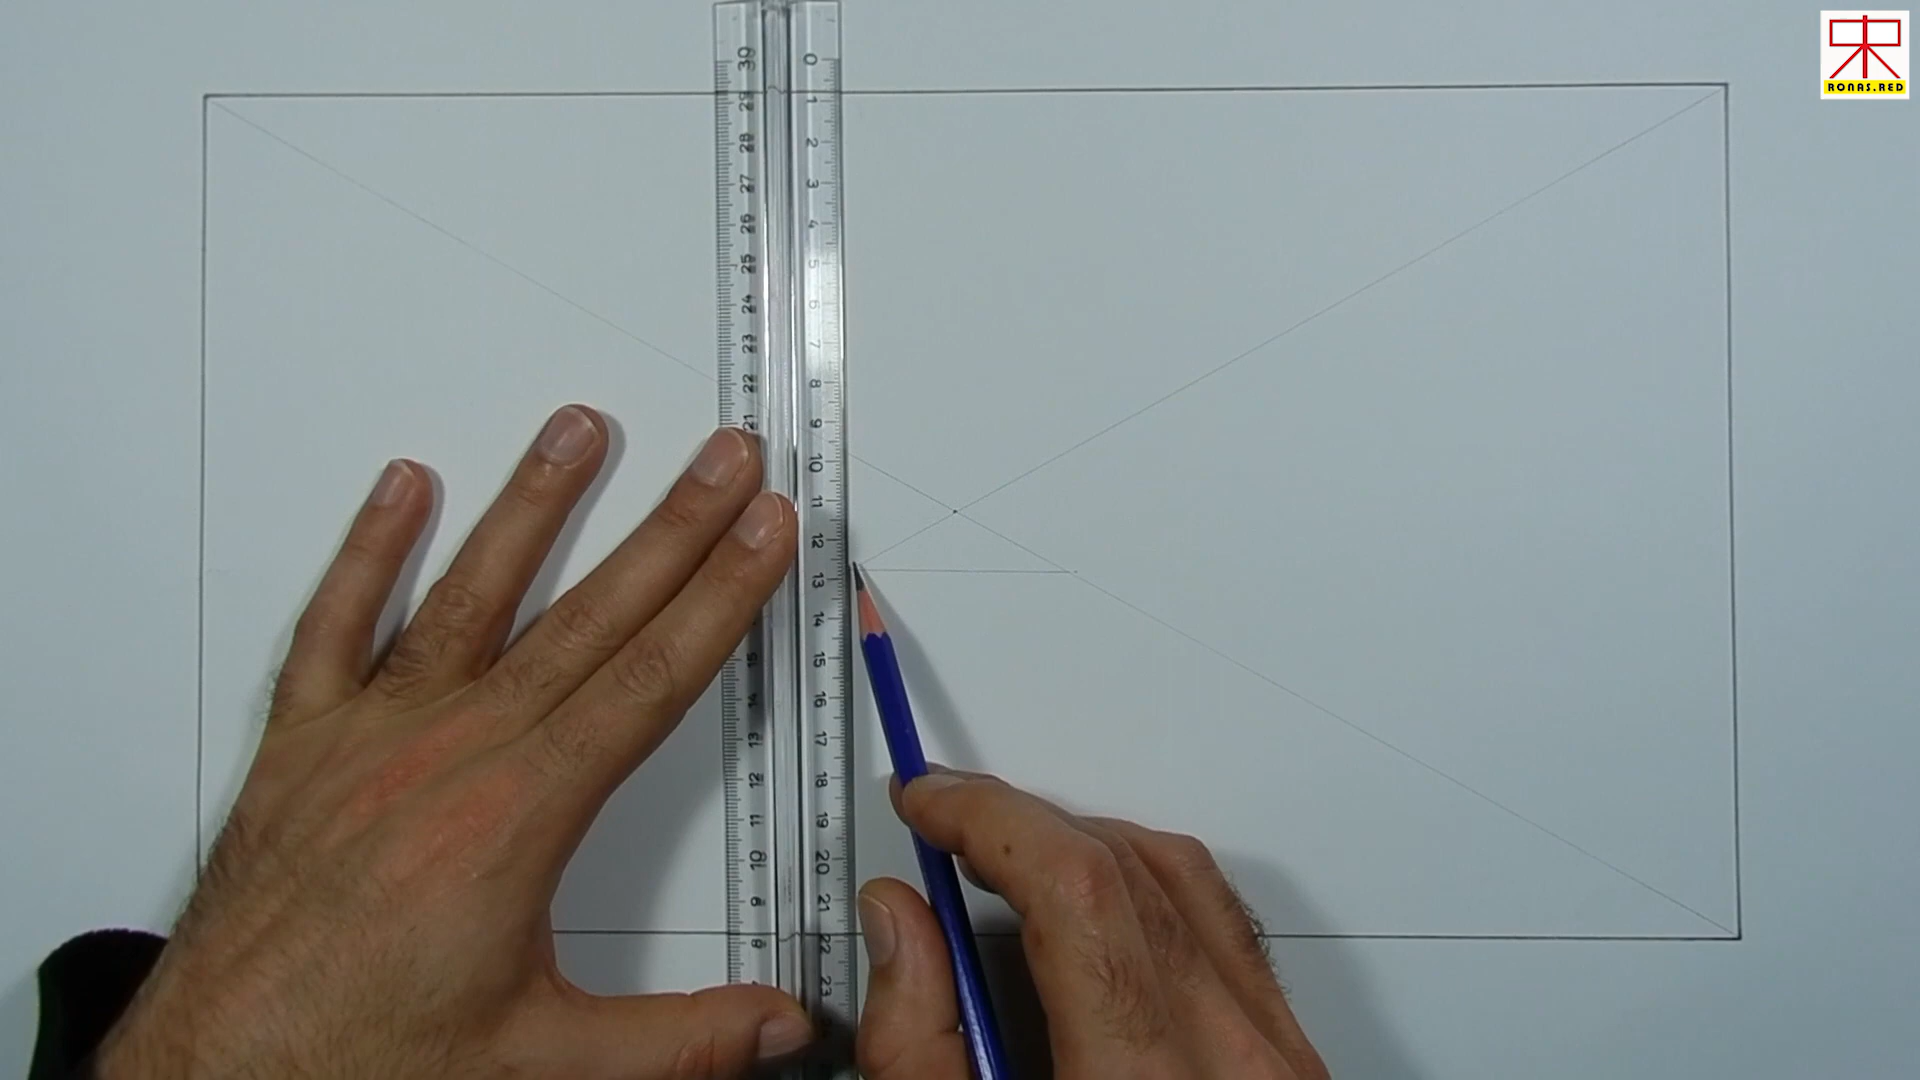 30 29 28 27 26 25 24 23 22 21
15 14 13 12 11 10 9 8
0 1 2 3 4 5 6 7 8 9 10 11 12 13 14 15 16 17 18 19 20 21 22 23
RONAS.RED